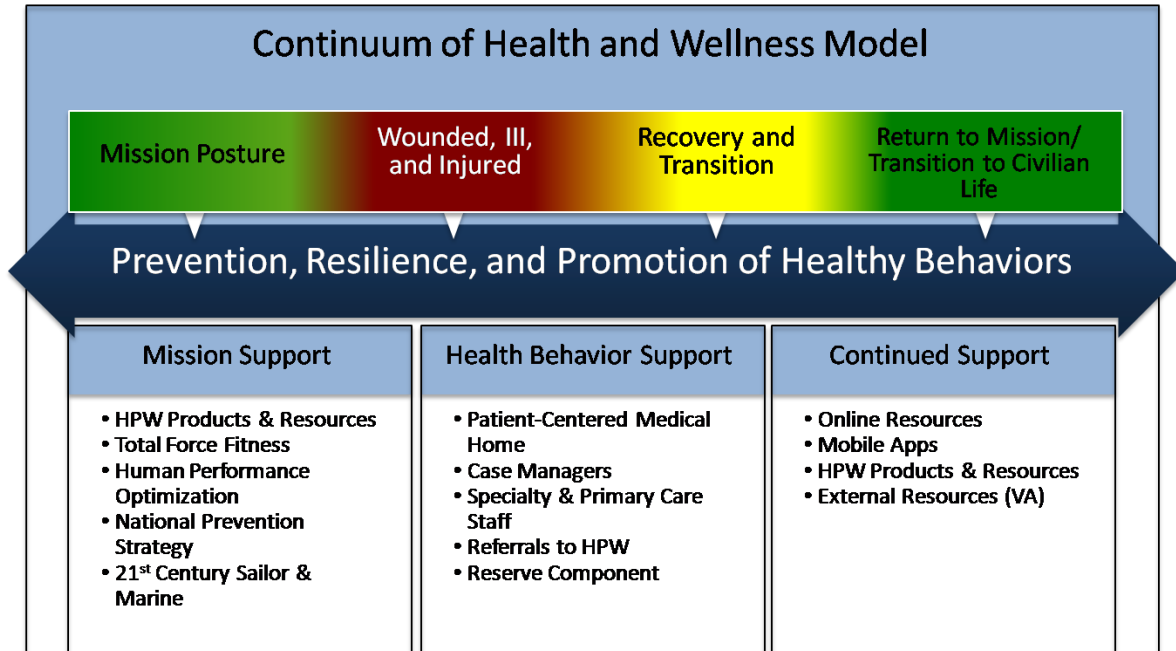 Continuum of Health and Wellness Model
Mission Posture
Wounded, Ill,
and Injured
Recovery and
Transition
Return to Mission/
Transition to Civilian
Life
Prevention, Resilience, and Promotion of Healthy Behaviors
Mission Support
• HPW Products & Resources
• Total Force Fitness
• Human Performance
Optimization
• National Prevention
Strategy
• 21st Century Sailor &
Marine
Health Behavior Support
• Patient-Centered Medical
Home
• Case Managers
• Specialty & Primary Care
Staff
• Referrals to HPW
• Reserve Component
Continued Support
• Online Resources
• Mobile Apps
• HPW Products & Resources
• External Resources (VA)